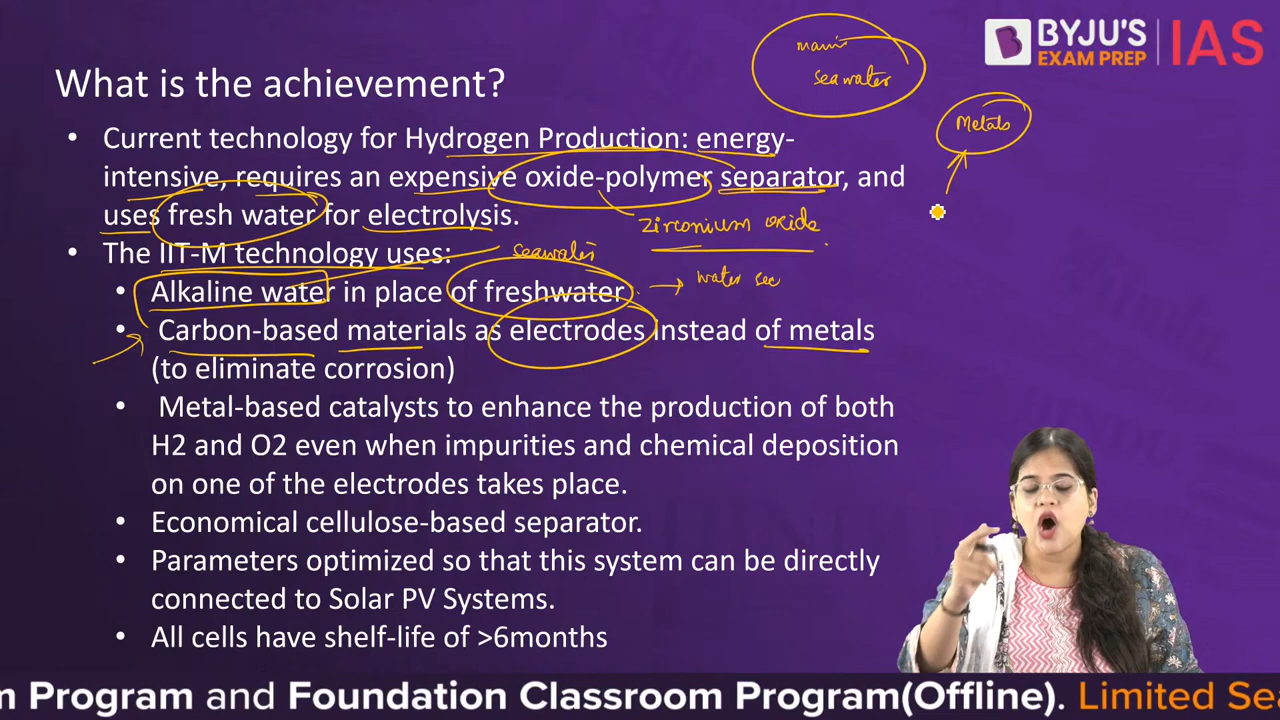 BYJU'S
EXAM PREP
IAS
seawater
Metals
What is the achievement?
• Current technology for Hydrogen Production: energy-
intensive, requires an expensive oxide-polymer separator, and
uses fresh water for electrolysis.
zirconium oxide
• The IIT-M technology uses:
seawater
• Alkaline water in place of freshwater
→ water sec
• Carbon-based materials as electrodes instead of metals
(to eliminate corrosion)
• Metal-based catalysts to enhance the production of both
H2 and O2 even when impurities and chemical deposition
on one of the electrodes takes place.
• Economical cellulose-based separator.
• Parameters optimized so that this system can be directly
connected to Solar PV Systems.
• All cells have shelf-life of >6months
m Program and Foundation Classroom Program(Offline). Limited Sea